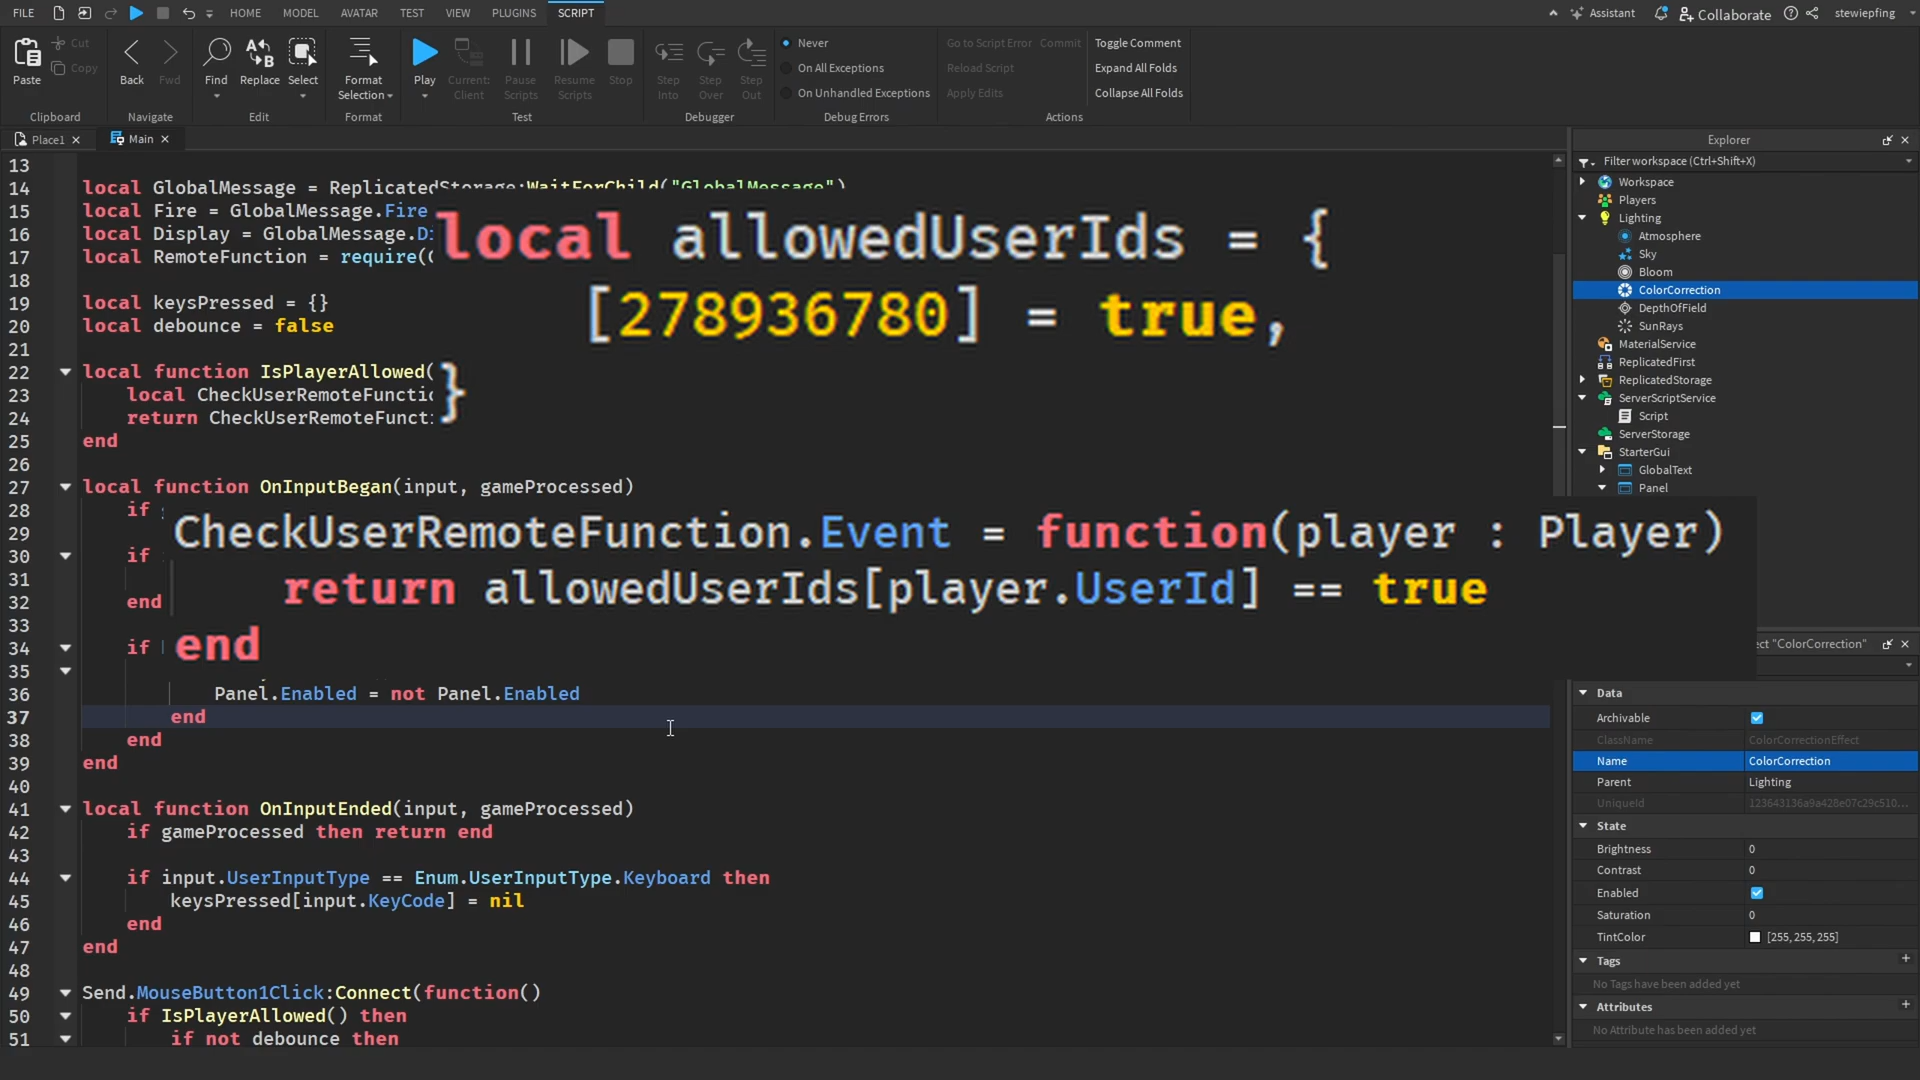 FILE HOME MODEL AVATAR TEST VIEW PLUGINS SCRIPT Assistant Collaborate stewiepfing
Cut
Copy
Paste
Clipboard
Back Fwd
Navigate
Find Replace Select
Edit
Format
Selection
Format
Play Current: Client Pause Scripts Resume Scripts Stop
Test
Step Into Step Over Step Out
Debugger
Never
On All Exceptions
On Unhandled Exceptions
Debug Errors
Go to Script Error Commit Toggle Comment
Reload Script Expand All Folds
Apply Edits Collapse All Folds
Actions
Place1 Main
13
14 local GlobalMessage = ReplicatedStorage:WaitForChild("GlobalMessage")
15 local Fire = GlobalMessage.Fire
16 local Display = GlobalMessage.D
17 local RemoteFunction = require(
18
19 local keysPressed = {}
20 local debounce = false
21
22 local function IsPlayerAllowed(
23 local CheckUserRemoteFunctio
24 return CheckUserRemoteFunct
25 end
26
local allowedUserIds = {
[278936780] = true,
}
27 local function OnInputBegan(input, gameProcessed)
28 if
29
30 if
31
32 end
33
34 if
35
CheckUserRemoteFunction.Event = function(player : Player)
return allowedUserIds[player.UserId] == true
end
36 Panel.Enabled = not Panel.Enabled
37 end
38 end
39 end
40
41 local function OnInputEnded(input, gameProcessed)
42 if gameProcessed then return end
43
44 if input.UserInputType == Enum.UserInputType.Keyboard then
45 keysPressed[input.KeyCode] = nil
46 end
47 end
48
49 Send.MouseButton1Click:Connect(function()
50 if IsPlayerAllowed() then
51 if not debounce then
Explorer
Filter workspace (Ctrl+Shift+X)
Workspace
Players
Lighting
Atmosphere
Sky
Bloom
ColorCorrection
DepthOfField
SunRays
MaterialService
ReplicatedFirst
ReplicatedStorage
ServerScriptService
Script
ServerStorage
StarterGui
GlobalText
Panel
ect "ColorCorrection"
Data
Archivable
ClassName ColorCorrectionEffect
Name ColorCorrection
Parent Lighting
UniqueId 123643136a9a428e07c29c510...
State
Brightness 0
Contrast 0
Enabled
Saturation 0
TintColor [255, 255, 255]
Tags
No Tags have been added yet
Attributes
No Attribute has been added yet